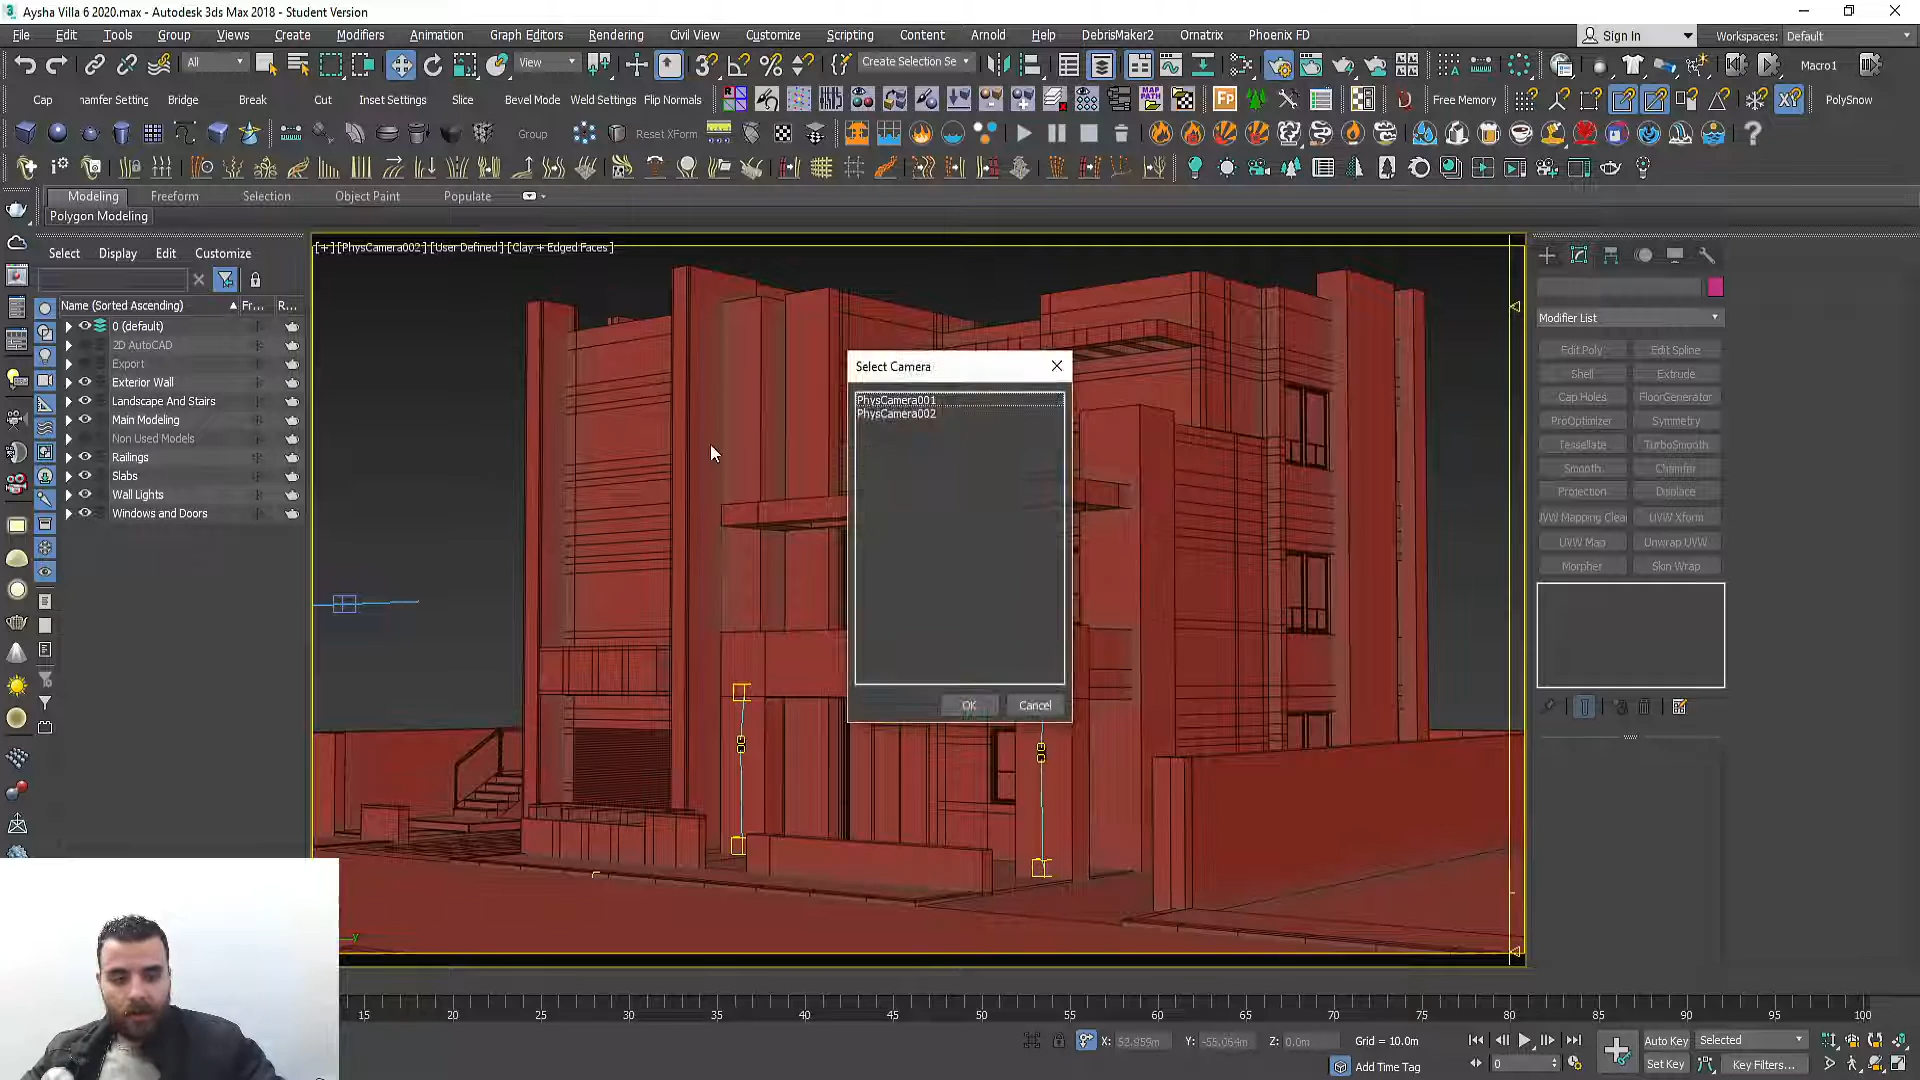 Aysha Villa 6 2020.max - Autodesk 3ds Max 2018 - Student Version
File Edit Tools Group Views Create Modifiers Animation Graph Editors Rendering Civil View Customize Scripting Content Arnold Help DebrisMaker2 Ornatrix Phoenix FD Sign In Workspaces: Default
All View Create Selection Se Macro1
Cap hamfer Setting Bridge Break Cut Inset Settings Slice Bevel Mode Weld Settings Flip Normals MAP PATH Fp Free Memory XY PolySnow
Group Reset XForm
Modeling Freeform Selection Object Paint Populate
Polygon Modeling
Select Display Edit Customize
[+] [PhysCamera002] [User Defined] [Clay + Edged Faces]
Name (Sorted Ascending) Fr... R...
0 (default)
2D AutoCAD
Export
Exterior Wall
Landscape And Stairs
Main Modeling
Non Used Models
Railings
Slabs
Wall Lights
Windows and Doors
Select Camera
PhysCamera001
PhysCamera002
OK Cancel
Modifier List
Edit Poly Edit Spline
Shell Extrude
Cap Holes FloorGenerator
ProOptimizer Symmetry
Tessellate TurboSmooth
Smooth Chamfer
Projection Displace
UVW Mapping Clea UVW Xform
UVW Map Unwrap UVW
Morpher Skin Wrap
Y
15 20 25 30 35 40 45 50 55 60 65 70 75 80 85 90 95 100
X: 52.959m Y: -55.064m Z: 0.0m Grid = 10.0m Auto Key Selected
Add Time Tag 0 Set Key Key Filters...